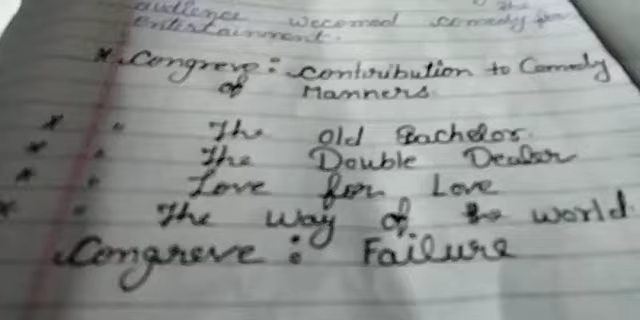 audience wecomed comedy for
Entertainment.
* Congreve : contribution to Comedy
of Manners
* " The Old Bachelor.
* " The Double Dealer
* " Love for Love
* " The Way of the world.
Congreve : Failure